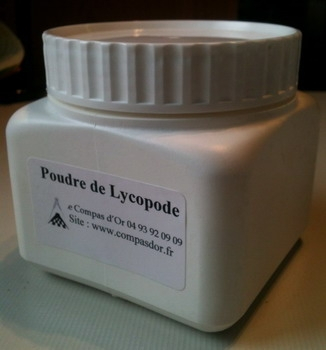 Poudre de Lycopode
e Compas d'Or 04 93 92 09 09
Site : www.compasdor.fr